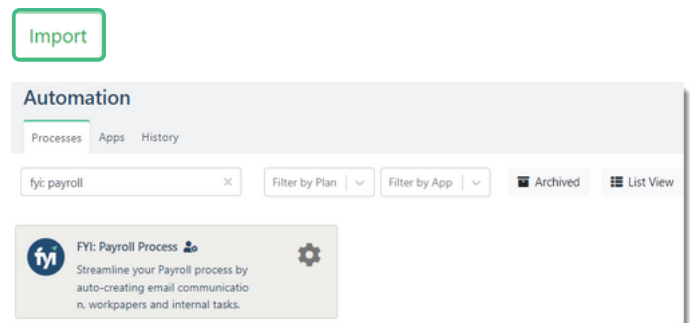 Import
Automation
Processes Apps History
fyi: payroll Filter by Plan Filter by App Archived List View
fyi FYI: Payroll Process
Streamline your Payroll process by
auto-creating email communicatio
n, workpapers and internal tasks.